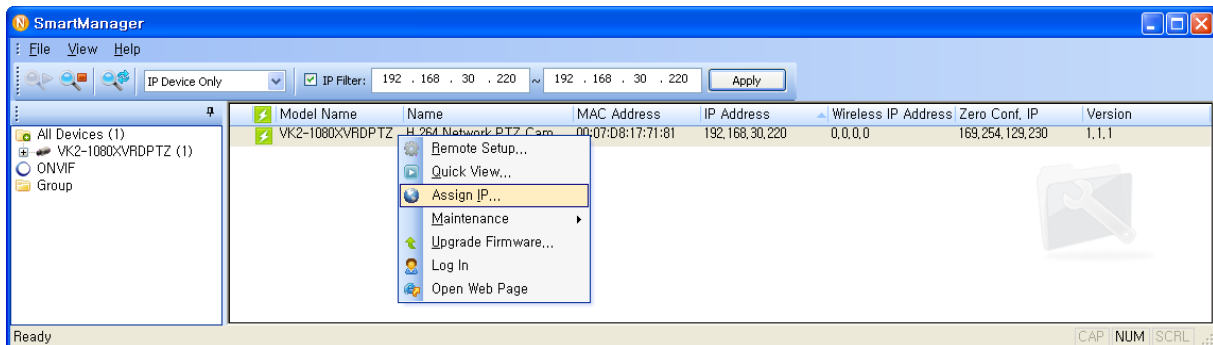 SmartManager
File View Help
IP Device Only IP Filter: 192 . 168 . 30 . 220 ~ 192 . 168 . 30 . 220 Apply
Model Name Name MAC Address IP Address Wireless IP Address Zero Conf, IP Version
All Devices (1) VK2-1080XVRDPTZ H.264 Network PTZ Cam 00:07:D8:17:71:81 192,168,30,220 0,0,0,0 169,254,129,230 1,1,1
VK2-1080XVRDPTZ (1) Remote Setup...
ONVIF Quick View...
Group Assign IP...
Maintenance
Upgrade Firmware...
Log In
Open Web Page
Ready CAP NUM SCRL